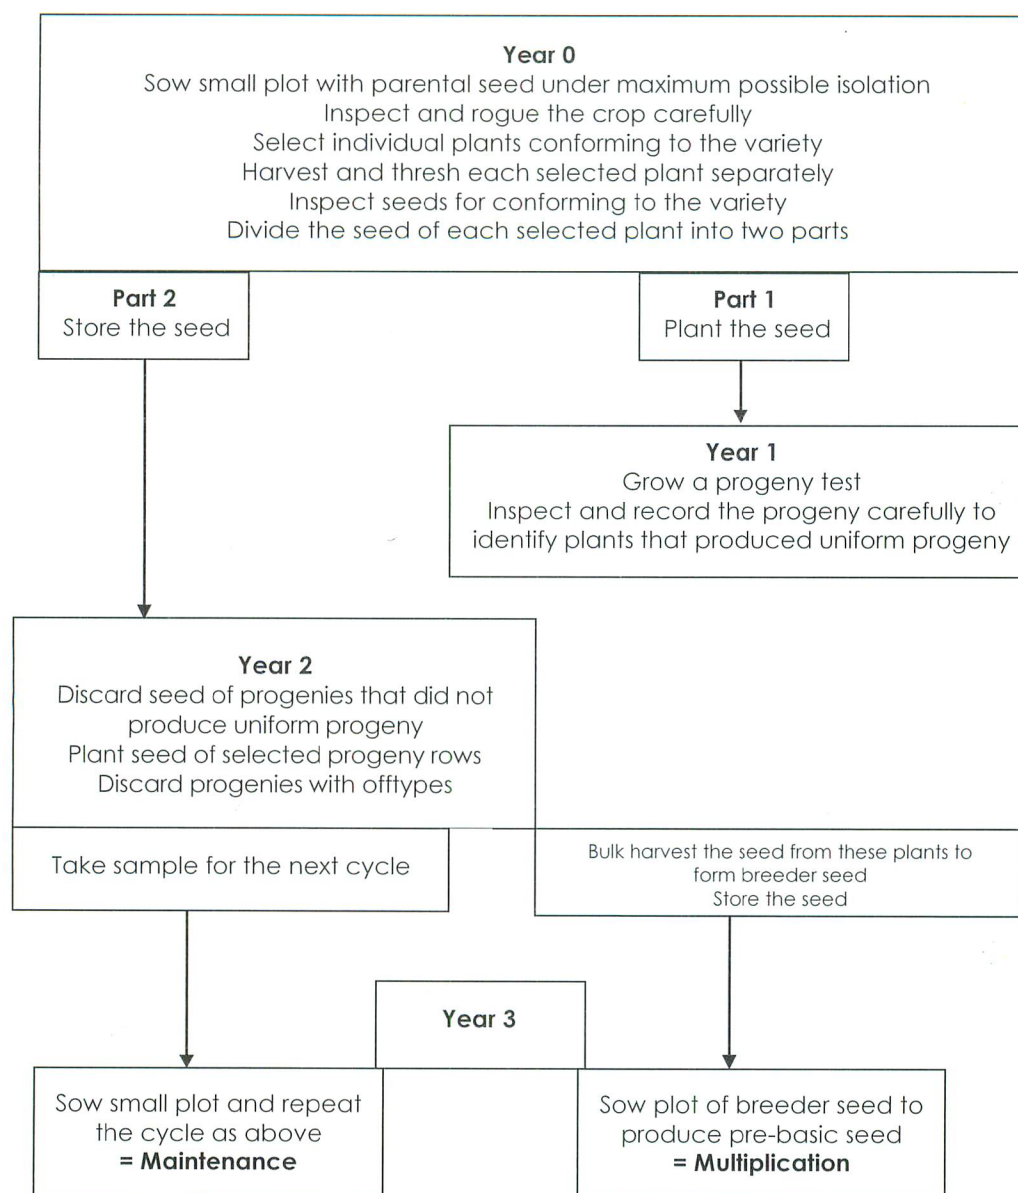 Year 0
Sow small plot with parental seed under maximum possible isolation
Inspect and rogue the crop carefully
Select individual plants conforming to the variety
Harvest and thresh each selected plant separately
Inspect seeds for conforming to the variety
Divide the seed of each selected plant into two parts
Part 2
Store the seed
Part 1
Plant the seed
Year 1
Grow a progeny test
Inspect and record the progeny carefully to
identify plants that produced uniform progeny
Year 2
Discard seed of progenies that did not
produce uniform progeny
Plant seed of selected progeny rows
Discard progenies with offtypes
Take sample for the next cycle
Bulk harvest the seed from these plants to
form breeder seed
Store the seed
Year 3
Sow small plot and repeat
the cycle as above
= Maintenance
Sow plot of breeder seed to
produce pre-basic seed
= Multiplication